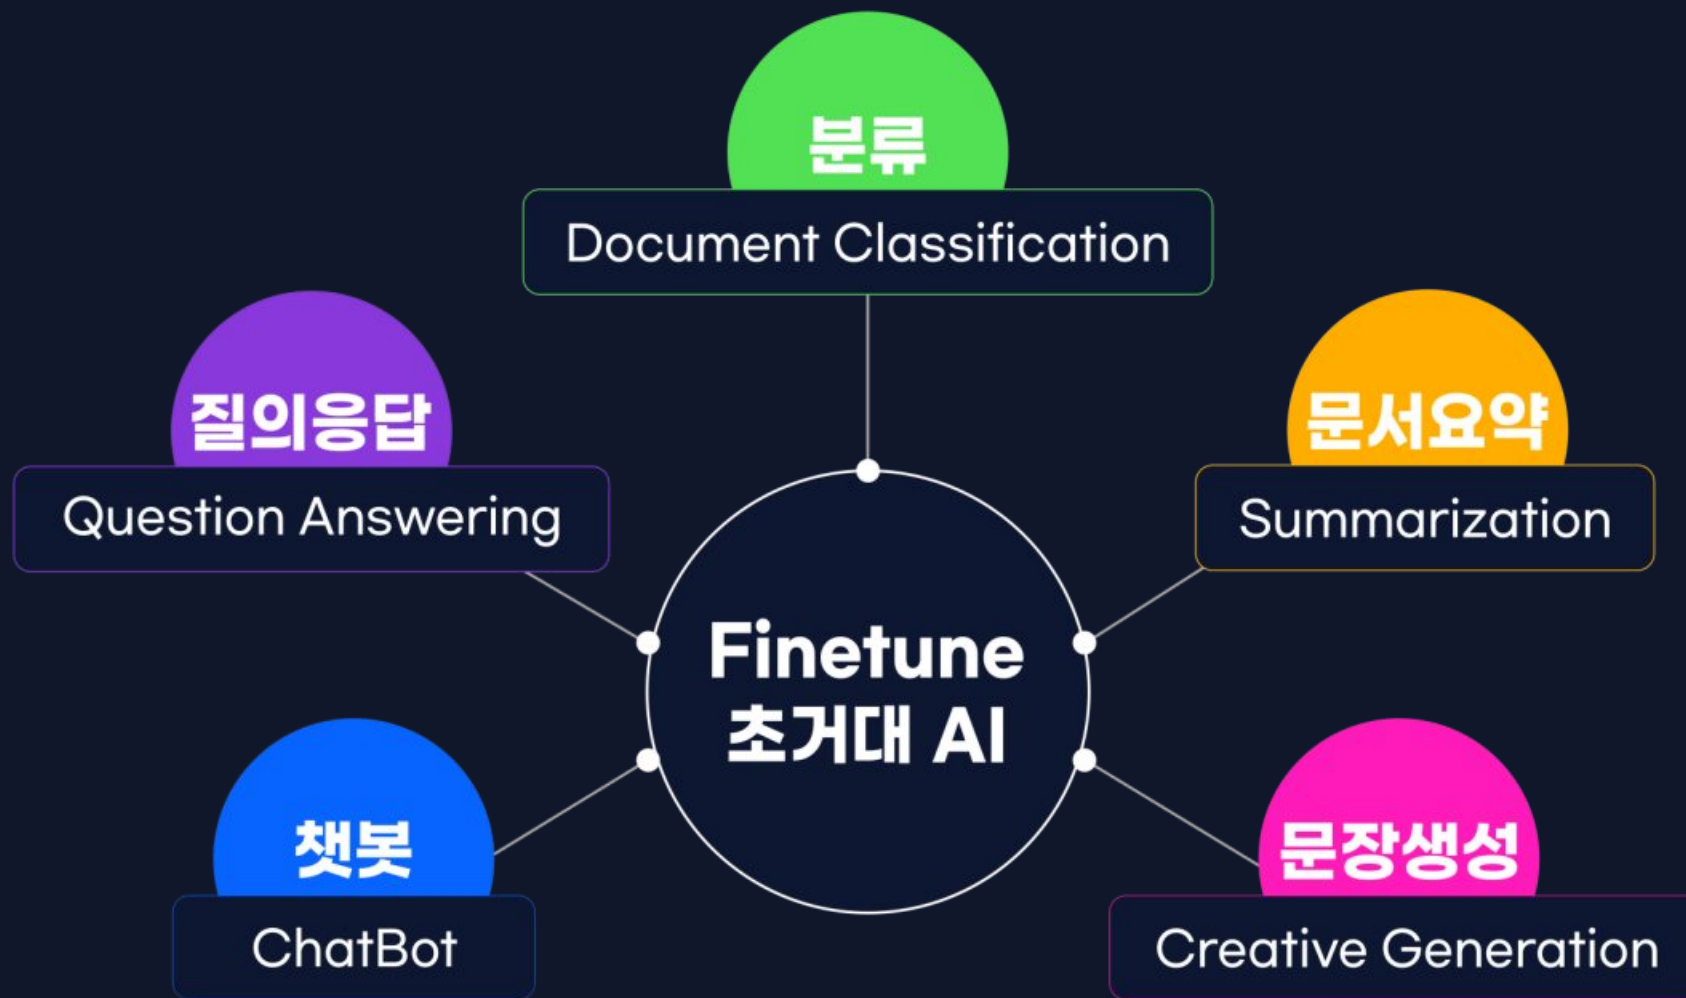 분류
Document Classification
질의응답
Question Answering
문서요약
Summarization
Finetune
초거대 AI
챗봇
ChatBot
문장생성
Creative Generation